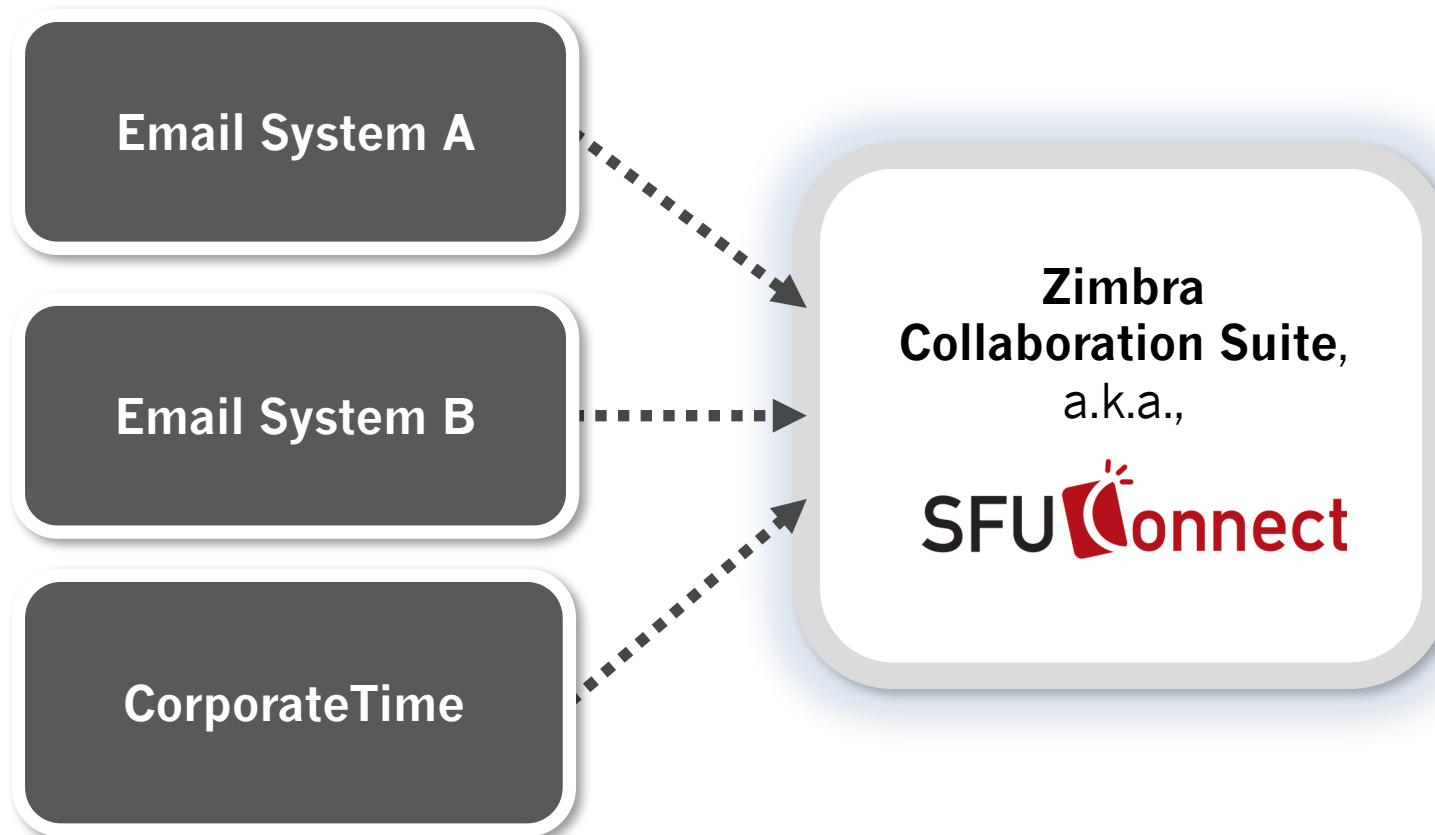 Email System A
Email System B
CorporateTime
Zimbra
Collaboration Suite,
a.k.a.,
SFU Connect